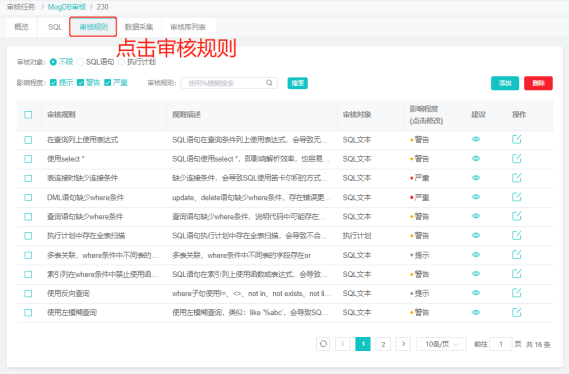 审核任务 / MogDB审核 / 230
概览 SQL 审核规则 数据采集 审核库列表
点击审核规则
审核对象: 不限 SQL语句 执行计划
影响程度: 提示 警告 严重 审核规则: 使用%模糊搜索 搜索 添加 删除
审核规则 规则描述 审核对象 影响程度 (点击修改) 建议 操作
在查询列上使用表达式 SQL语句在查询条件列上使用表达式，会导致无... SQL文本 警告
使用select * SQL语句使用select *，即影响解析效率，也容易... SQL文本 警告
表连接时缺少连接条件 缺少连接条件，会导致SQL使用笛卡尔积的方式... SQL文本 严重
DML语句缺少where条件 update、delete语句缺少where条件，存在错误更... SQL文本 严重
查询语句缺少where条件 查询语句缺少where条件，说明代码中可能存在... SQL文本 警告
执行计划中存在全表扫描 SQL语句执行计划中存在全表扫描，会导致不合... 执行计划 警告
多表关联，where条件中不同表的... 多表关联，where条件中不同表的字段存在or SQL文本 提示
索引列在where条件中禁止使用函... SQL语句在索引列上使用函数或表达式，会导致... SQL文本 警告
使用反向查询 where子句使用!=、<>、not in、not exists、not li... SQL文本 提示
使用左模糊查询 使用左模糊查询，类似：like '%abc'，会导致SQ... SQL文本 警告
1 2 10条/页 前往 1 页 共 16 条